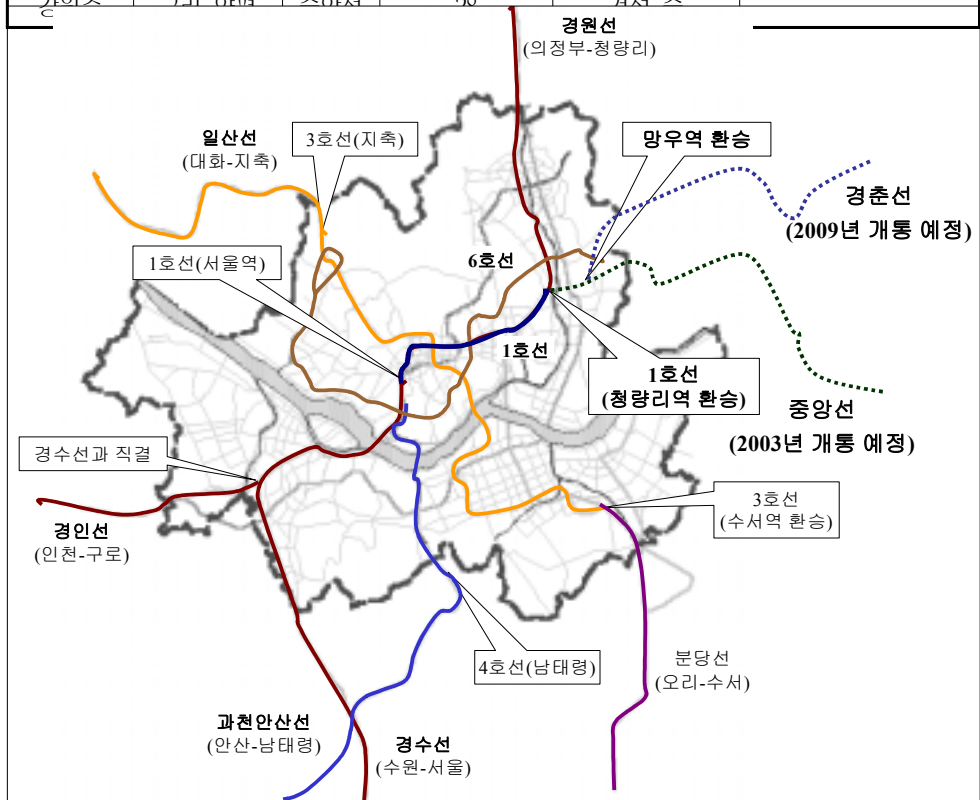 경원선
(의정부-청량리)
일산선
(대화-지축)
3호선(지축)
망우역 환승
경춘선
(2009년 개통 예정)
1호선(서울역)
6호선
1호선
1호선
(청량리역 환승)
중앙선
(2003년 개통 예정)
경수선과 직결
3호선
(수서역 환승)
경인선
(인천-구로)
4호선(남태령)
분당선
(오리-수서)
과천안산선
(안산-남태령)
경수선
(수원-서울)